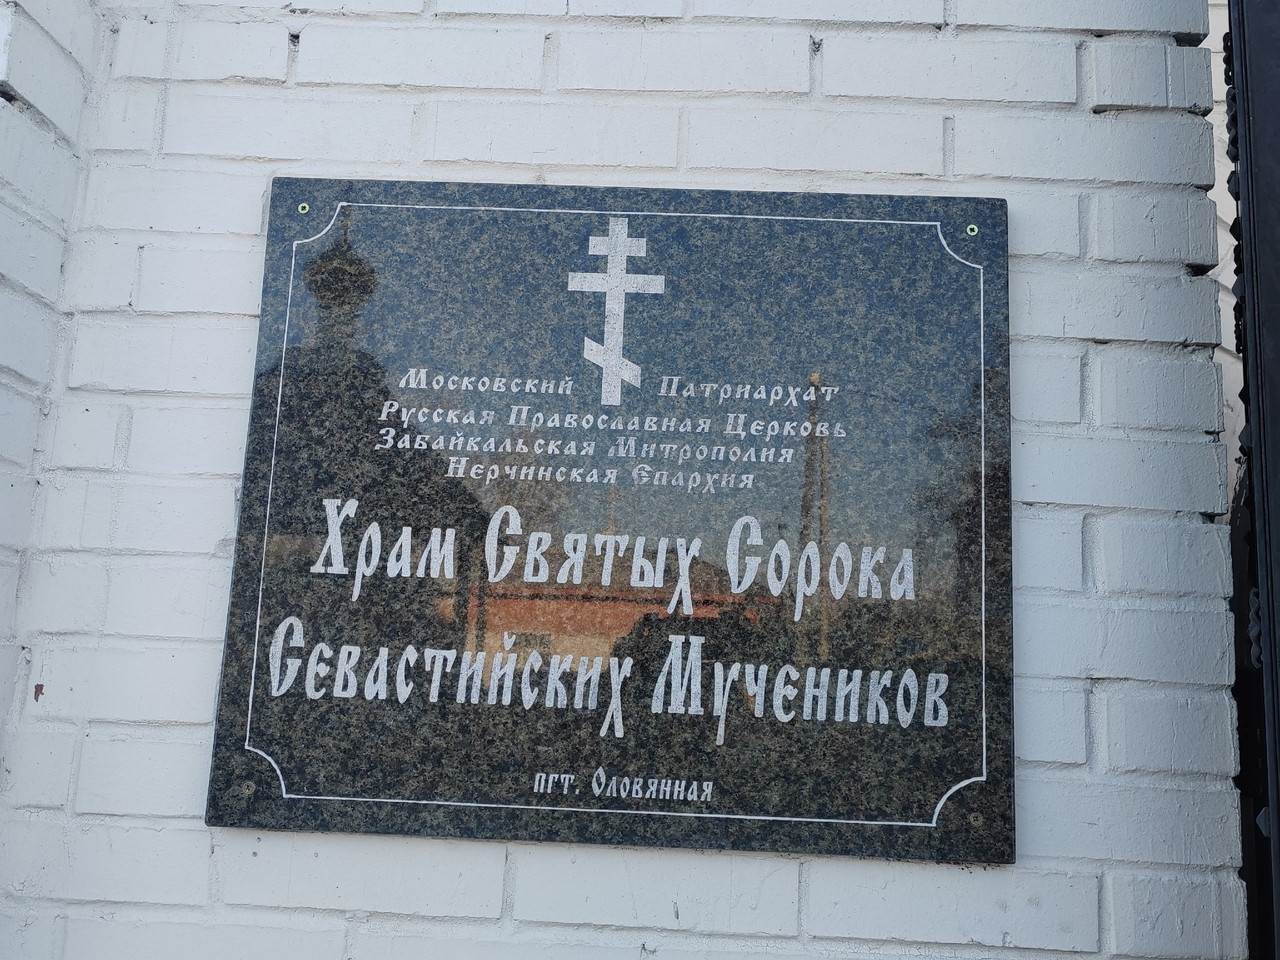 Московский Патриархат
Русская Православная Церковь
Забайкальская Митрополия
Нерчинская Епархия
Храм Святых Сорока
Севастийских Мучеников
пгт. Оловянная